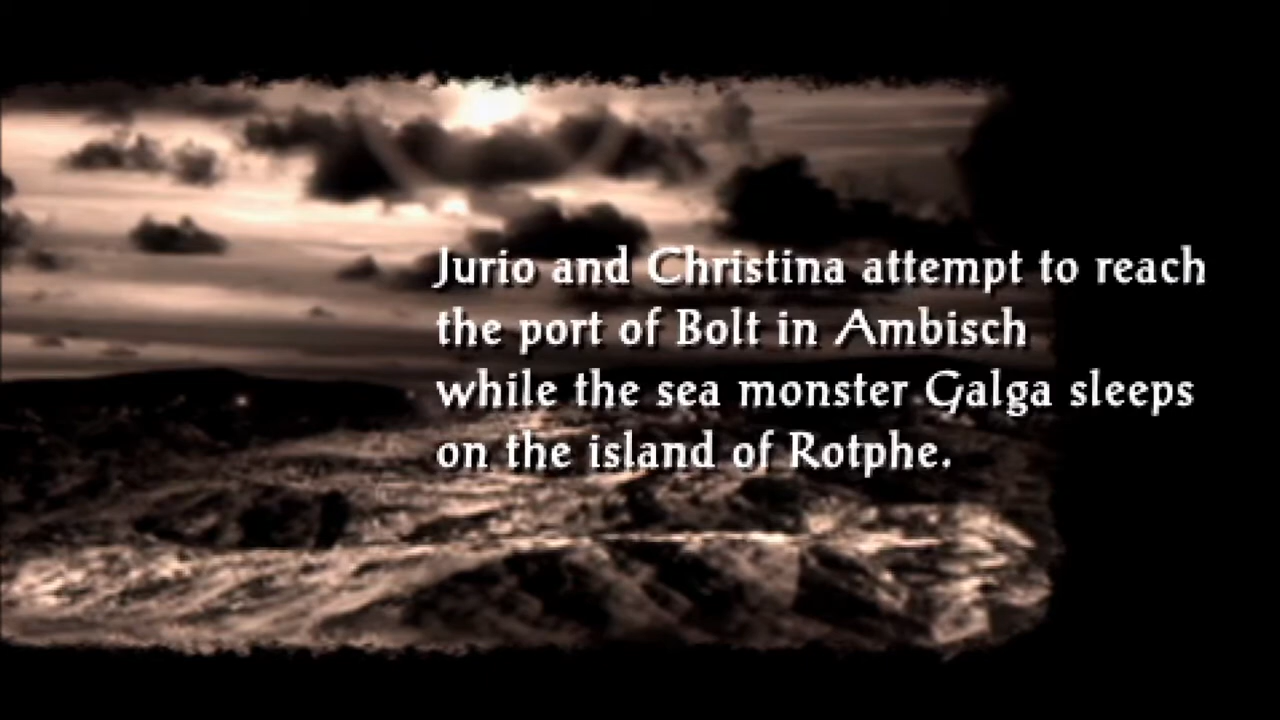 Jurio and Christina attempt to reach
the port of Bolt in Ambisch
while the sea monster Galga sleeps
on the island of Rotphe.